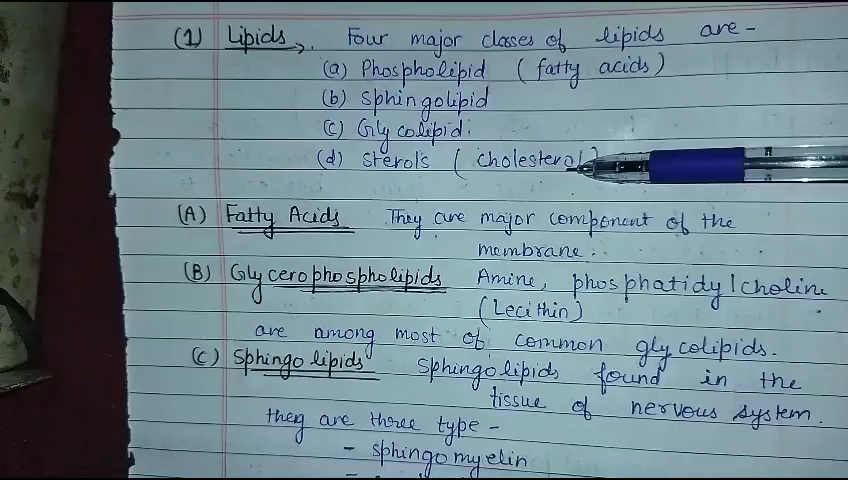 (1) Lipids →. Four major classes of lipids are -
(a) Phospholipid ( fatty acids )
(b) Sphingolipid
(c) Glycolipid.
(d) Sterols ( cholesterol)
(A) Fatty Acids They are major component of the
membrane.
(B) Glycerophospholipids Amine, phosphatidylcholine
(Lecithin)
are among most of common glycolipids.
(C) Sphingolipids Sphingolipids found in the
tissue of nervous system.
they are three type -
- sphingomyelin